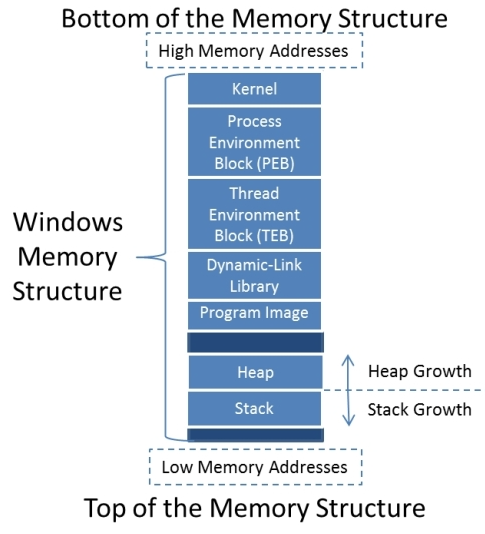 Bottom of the Memory Structure
High Memory Addresses
Kernel
Process
Environment
Block (PEB)
Thread
Environment
Block (TEB)
Windows
Memory
Structure
Dynamic-Link
Library
Program Image
Heap
Heap Growth
Stack
Stack Growth
Low Memory Addresses
Top of the Memory Structure